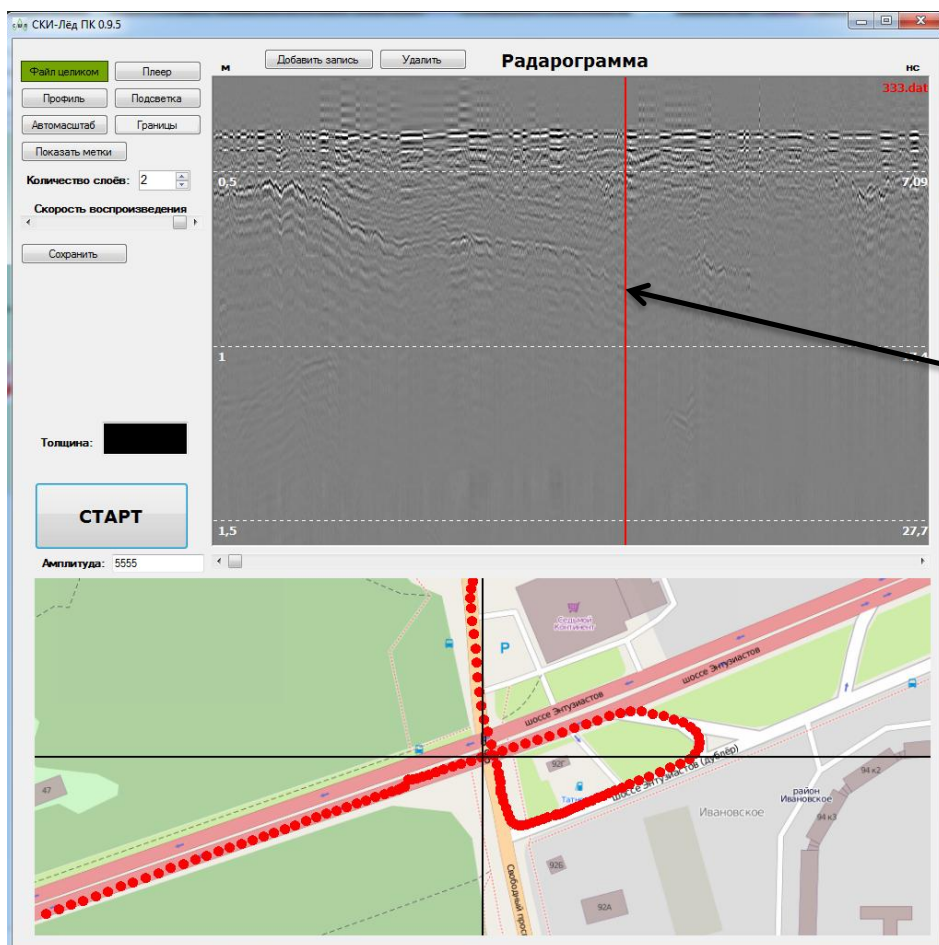 СКИ-Лёд ПК 0.9.5
Файл целиком
Плеер
Профиль
Подсветка
Автомасштаб
Границы
Показать метки
Количество слоёв: 2
Скорость воспроизведения
Сохранить
Толщина:
СТАРТ
Амплитуда: 5555
м
Добавить запись
Удалить
Радарограмма
нс
333.dat
0,5
7,09
1
1,5
27,7
Седьмой
Континент
P
шоссе Энтузиастов
шоссе Энтузиастов
шоссе Энтузиастов (дублёр)
92Г
47
94 к2
район
Ивановское
Ивановское
94 к3
92Б
92А
Свободный